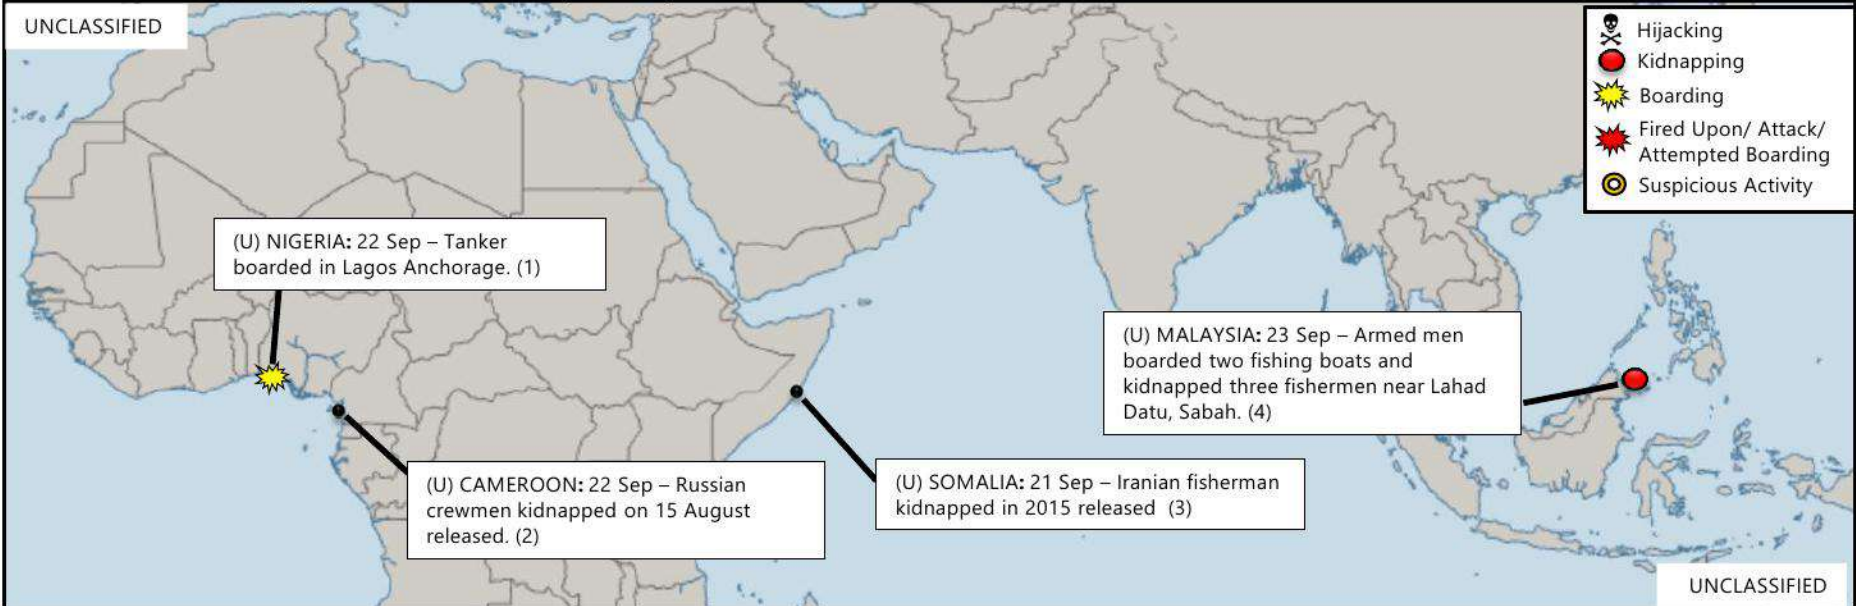 UNCLASSIFIED
Hijacking
Kidnapping
Boarding
Fired Upon/ Attack/
Attempted Boarding
Suspicious Activity
(U) NIGERIA: 22 Sep – Tanker
boarded in Lagos Anchorage. (1)
(U) MALAYSIA: 23 Sep – Armed men
boarded two fishing boats and
kidnapped three fishermen near Lahad
Datu, Sabah. (4)
(U) CAMEROON: 22 Sep – Russian
crewmen kidnapped on 15 August
released. (2)
(U) SOMALIA: 21 Sep – Iranian fisherman
kidnapped in 2015 released (3)
UNCLASSIFIED